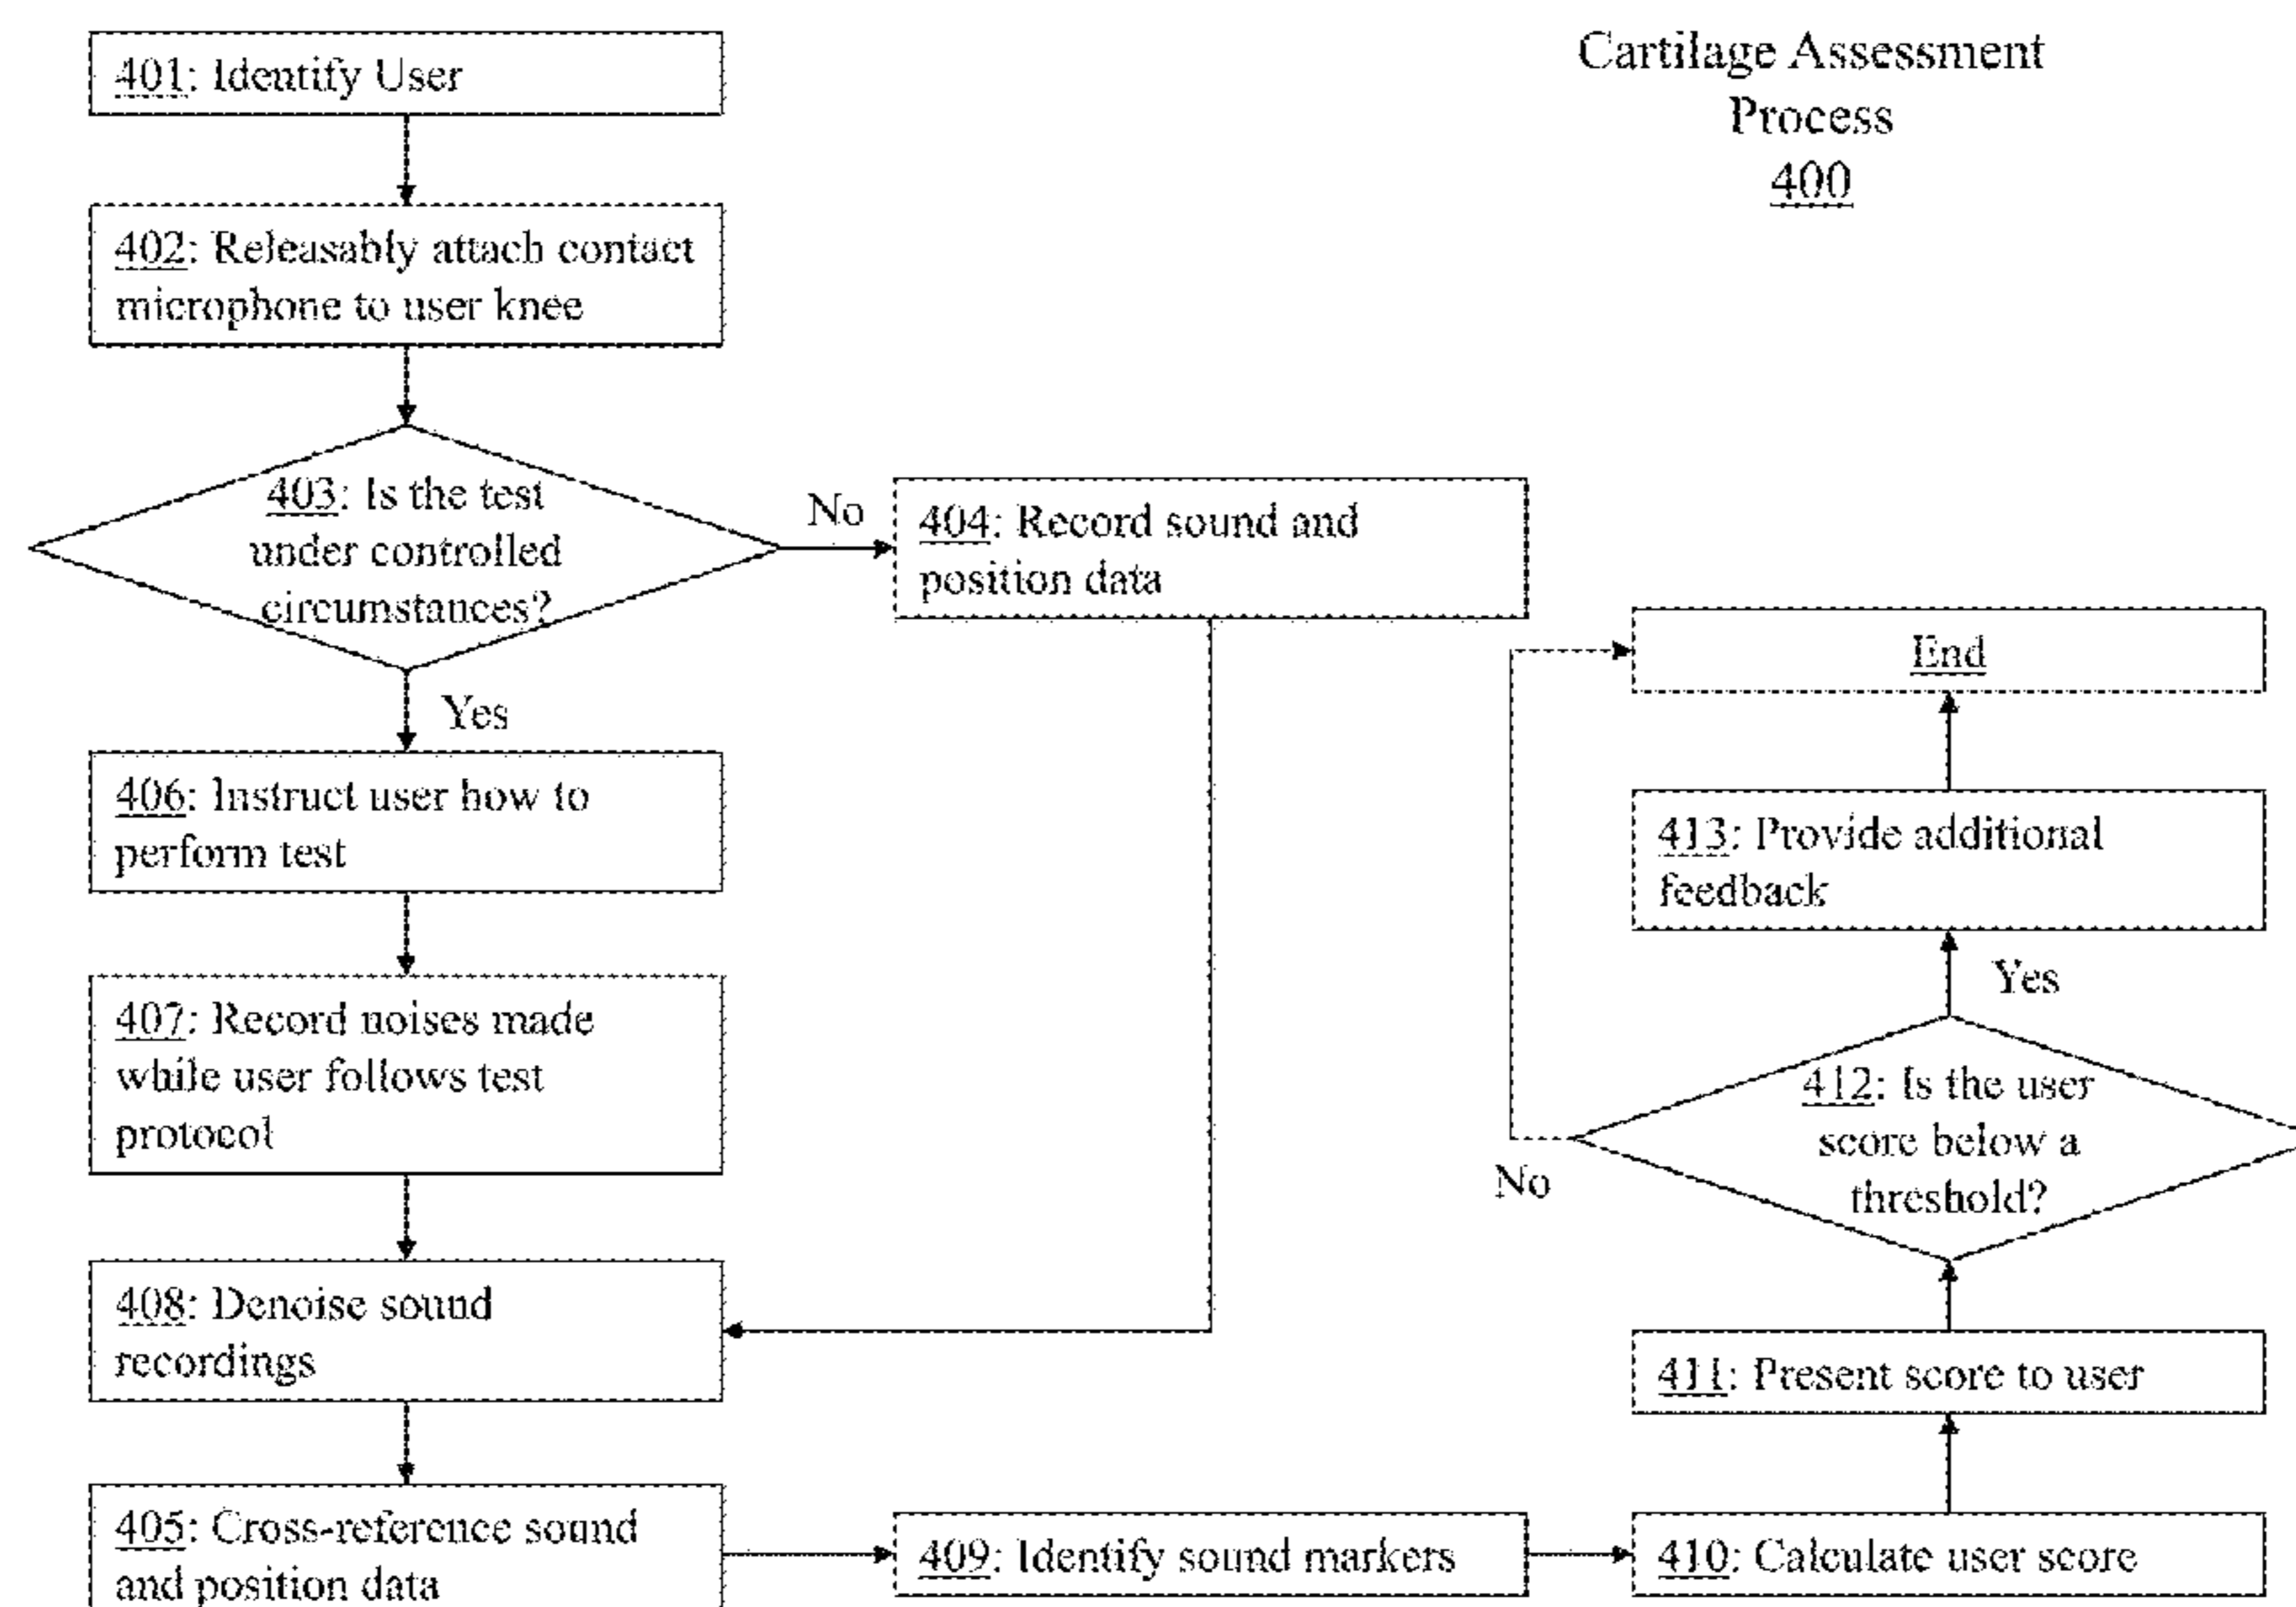 Cartilage Assessment
Process
400
401: Identify User
402: Releasably attach contact
microphone to user knee
403: Is the test
under controlled
circumstances?
No
404: Record sound and
position data
Yes
406: Instruct user how to
perform test
407: Record noises made
while user follows test
protocol
408: Denoise sound
recordings
405: Cross-reference sound
and position data
409: Identify sound markers
410: Calculate user score
411: Present score to user
412: Is the user
score below a
threshold?
No
Yes
413: Provide additional
feedback
End